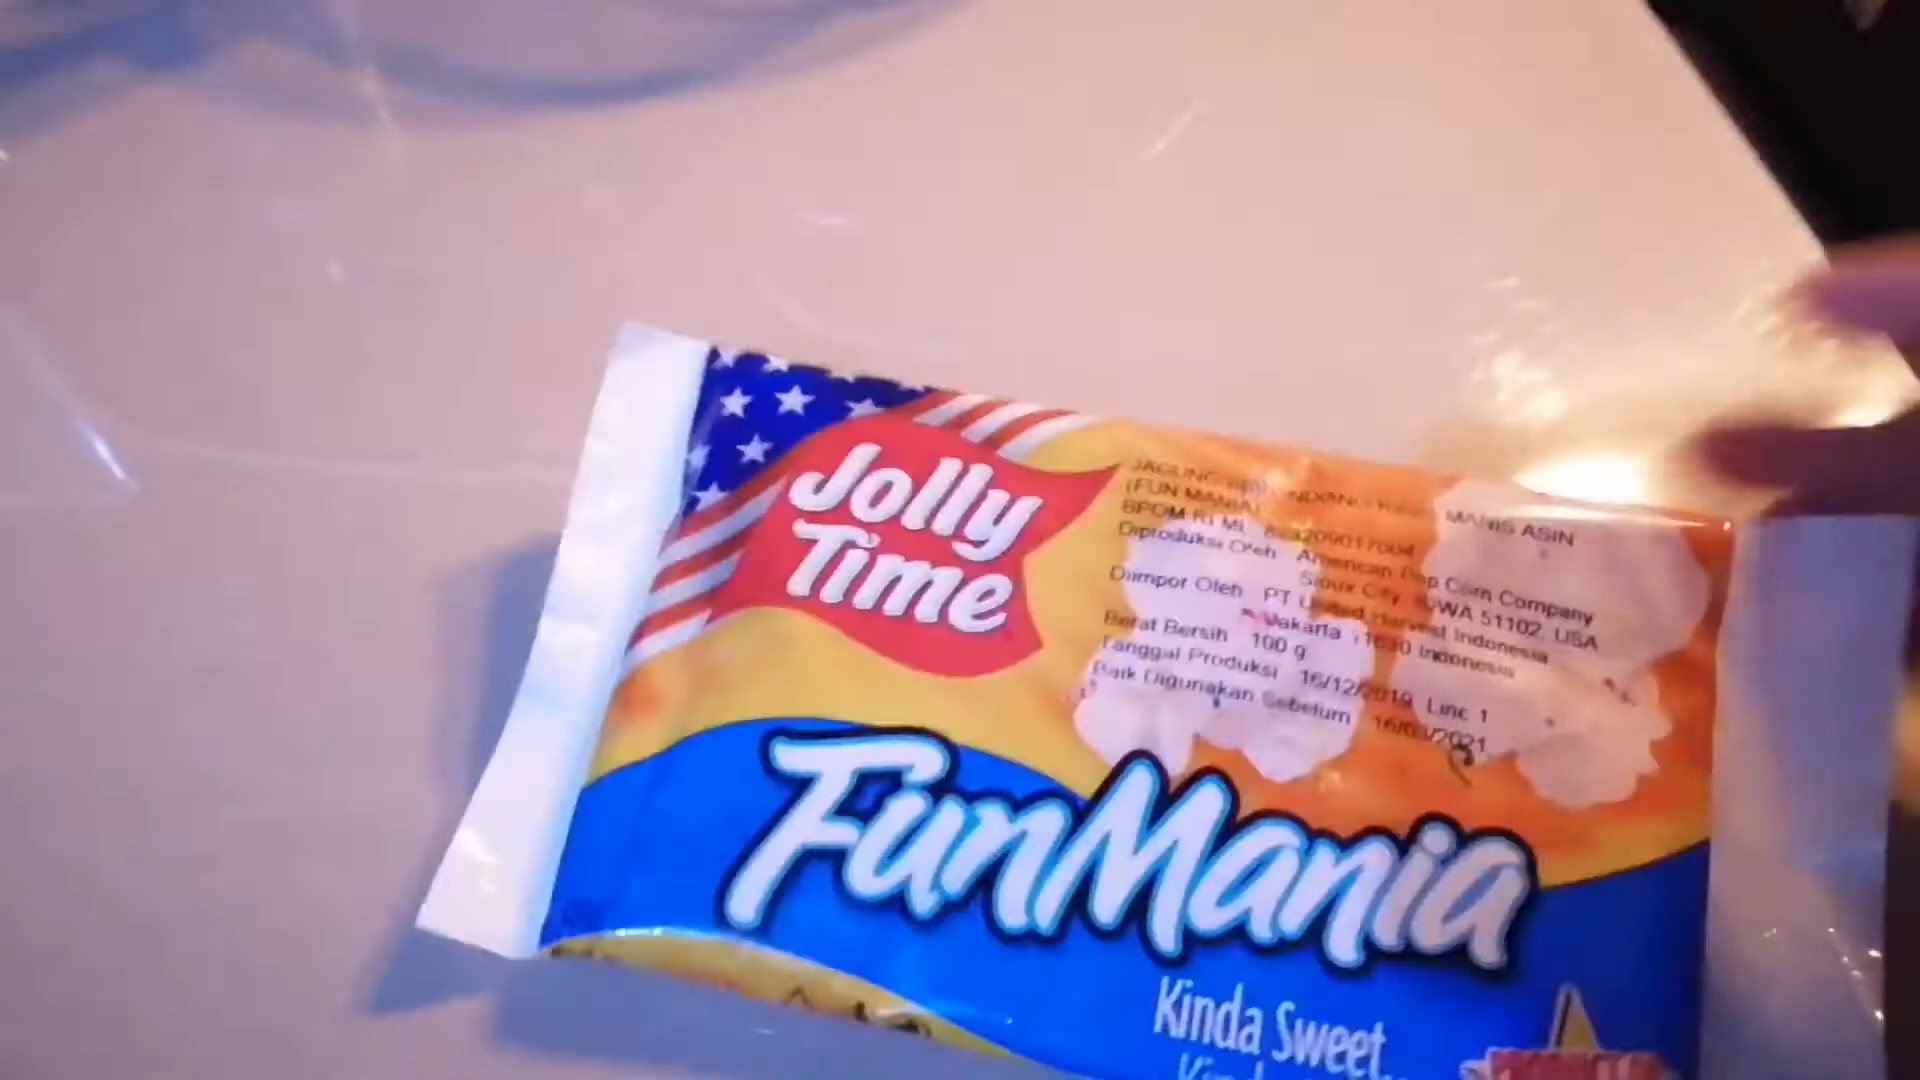 Jolly
Time
MANIS ASIN
(FUN MANIA)
BPOM RI ML
Diproduksi Oleh American Pop Corn Company
Sioux City IOWA 51102, USA
Diimpor Oleh PT United Harvest Indonesia
Jakarta Indonesia
Berat Bersih 100 g
Tanggal Produksi 16/12/2019 Line 1
Baik Digunakan Sebelum
FunMania
Kinda Sweet,